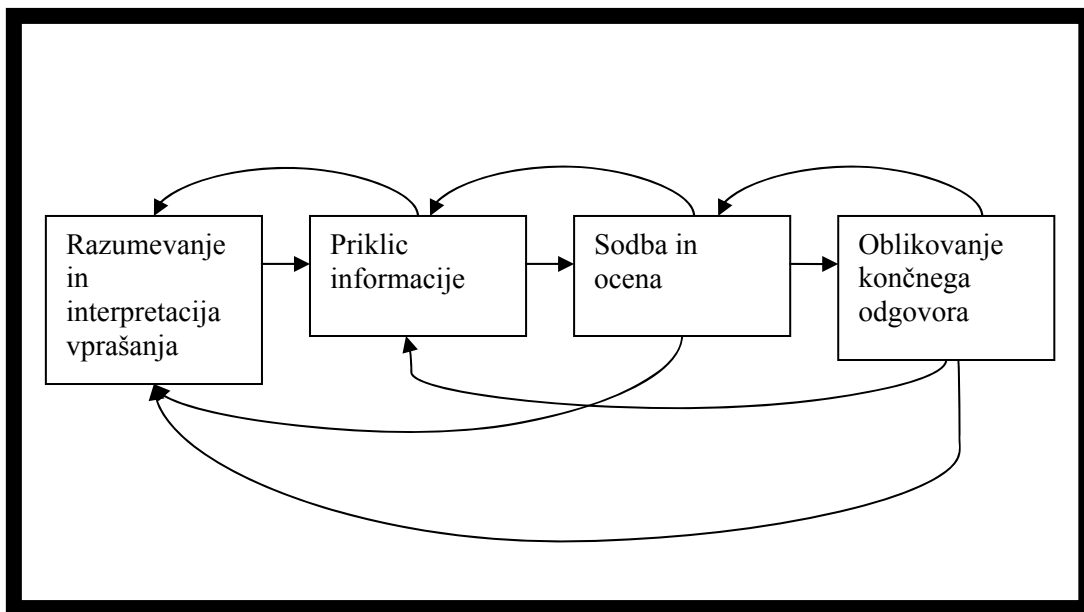 Razumevanje
in
interpretacija
vprašanja
Priklic
informacije
Sodba in
ocena
Oblikovanje
končnega
odgovora